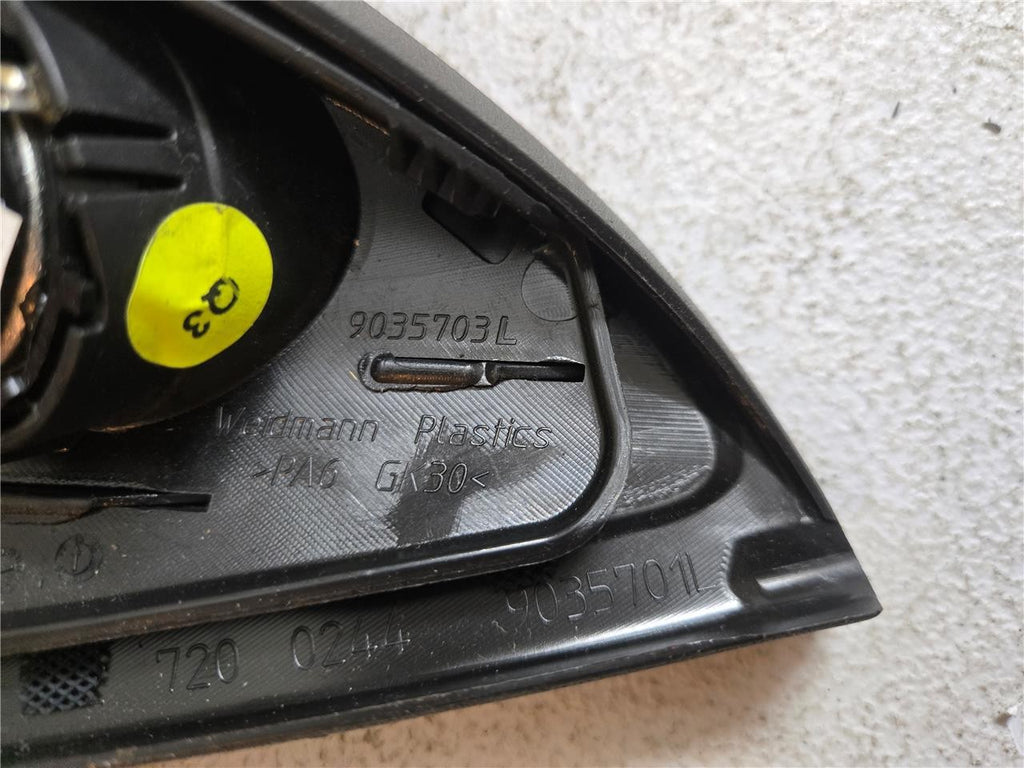 9035703L
Weidmann Plastics
>PA6 GK30<
9035701L
720 0244
Q3